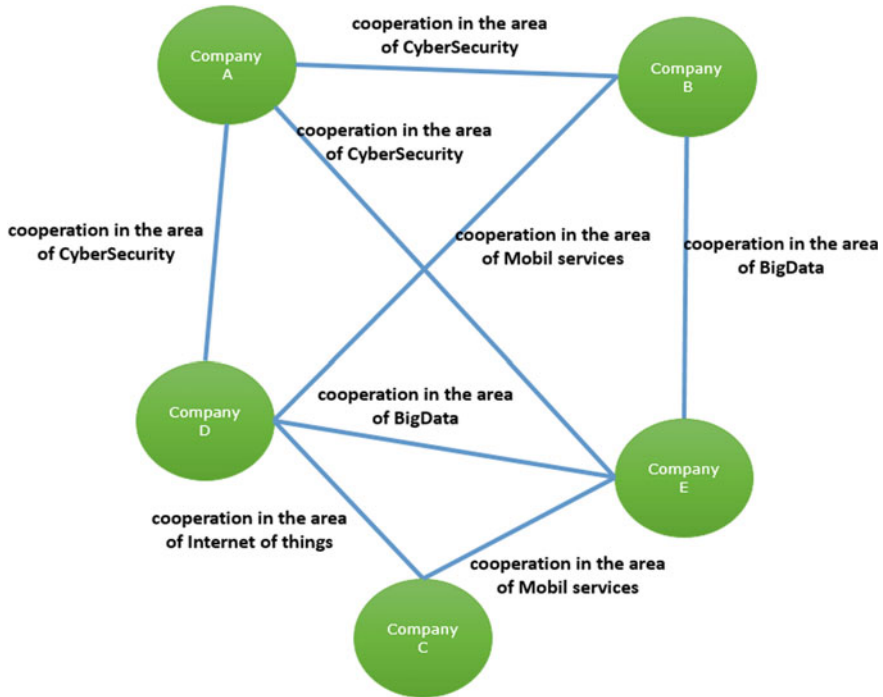 cooperation in the area
of CyberSecurity
Company
A
Company
B
cooperation in the area
of CyberSecurity
cooperation in the area
of CyberSecurity
cooperation in the area
of Mobil services
cooperation in the area
of BigData
Company
D
cooperation in the area
of BigData
Company
E
cooperation in the area
of Internet of things
cooperation in the area
of Mobil services
Company
C